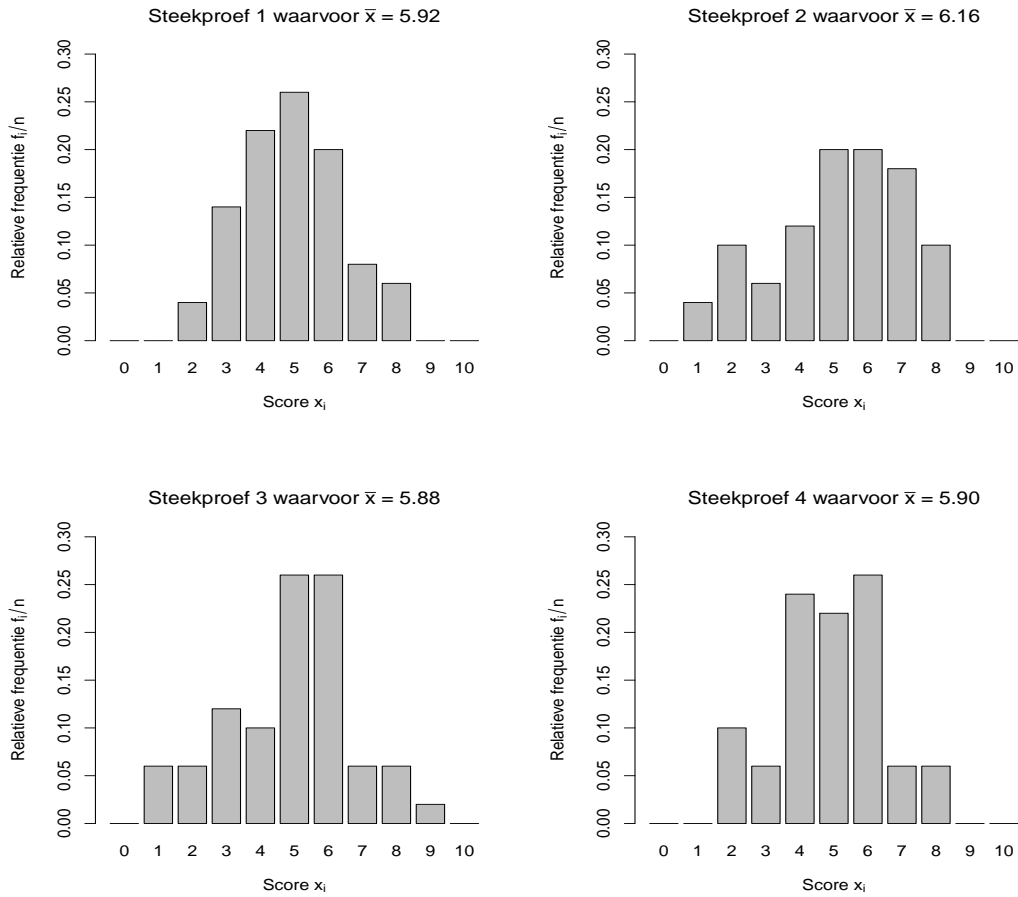 Steekproef 1 waarvoor x̅ = 5.92
Relatieve frequentie fᵢ/n
0.30
0.25
0.20
0.15
0.10
0.05
0.00
0 1 2 3 4 5 6 7 8 9 10
Score xᵢ
Steekproef 2 waarvoor x̅ = 6.16
Relatieve frequentie fᵢ/n
0.30
0.25
0.20
0.15
0.10
0.05
0.00
0 1 2 3 4 5 6 7 8 9 10
Score xᵢ
Steekproef 3 waarvoor x̅ = 5.88
Relatieve frequentie fᵢ/n
0.30
0.25
0.20
0.15
0.10
0.05
0.00
0 1 2 3 4 5 6 7 8 9 10
Score xᵢ
Steekproef 4 waarvoor x̅ = 5.90
Relatieve frequentie fᵢ/n
0.30
0.25
0.20
0.15
0.10
0.05
0.00
0 1 2 3 4 5 6 7 8 9 10
Score xᵢ